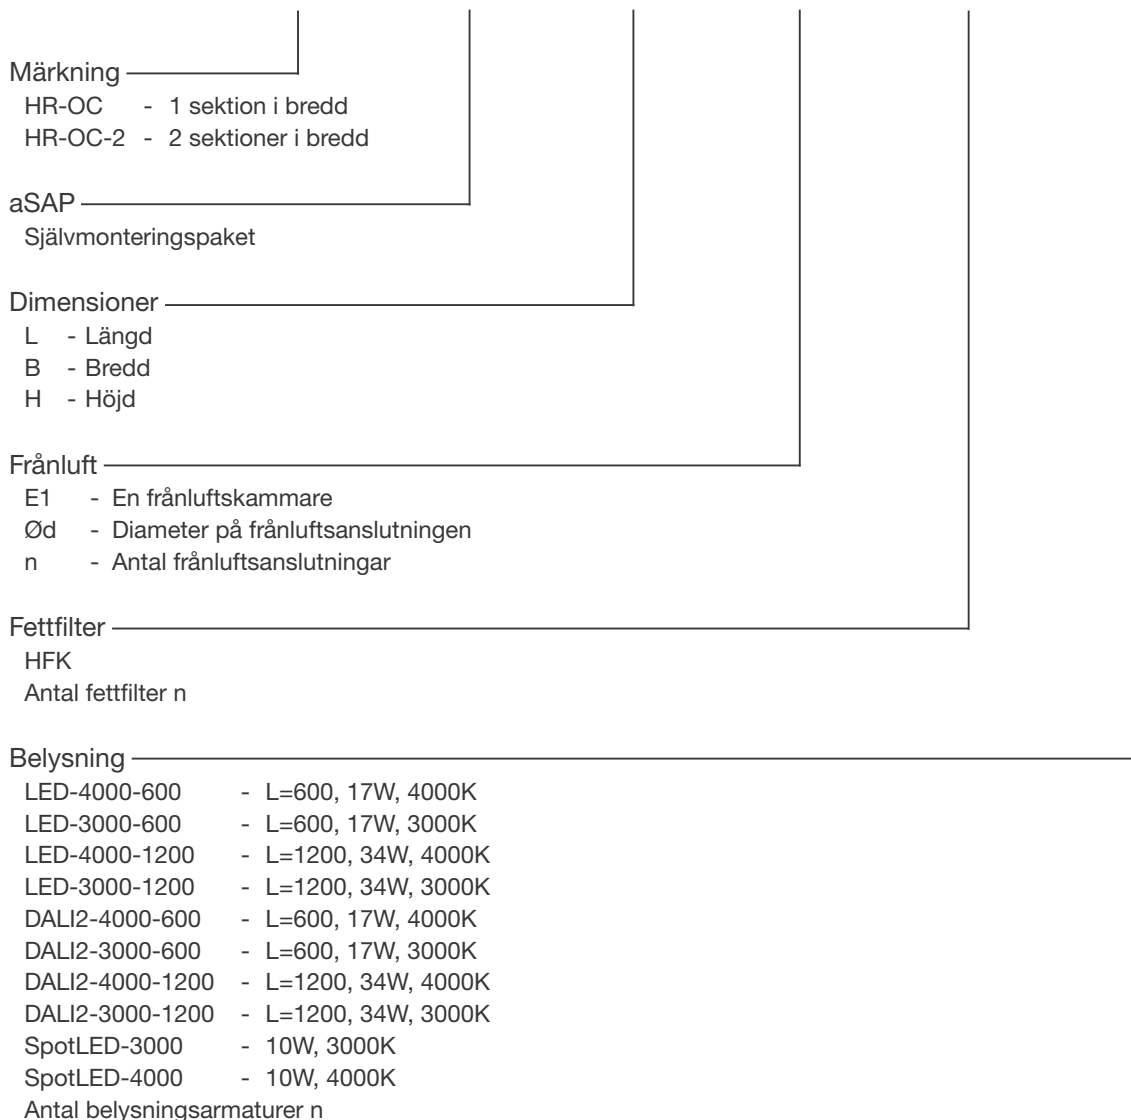 Märkning
HR-OC - 1 sektion i bredd
HR-OC-2 - 2 sektioner i bredd
aSAP
Självmonteringspaket
Dimensioner
L - Längd
B - Bredd
H - Höjd
Frånluft
E1 - En frånluftskammare
Ød - Diameter på frånluftsanslutningen
n - Antal frånluftsanslutningar
Fettfilter
HFK
Antal fettfilter n
Belysning
LED-4000-600 - L=600, 17W, 4000K
LED-3000-600 - L=600, 17W, 3000K
LED-4000-1200 - L=1200, 34W, 4000K
LED-3000-1200 - L=1200, 34W, 3000K
DALI2-4000-600 - L=600, 17W, 4000K
DALI2-3000-600 - L=600, 17W, 3000K
DALI2-4000-1200 - L=1200, 34W, 4000K
DALI2-3000-1200 - L=1200, 34W, 3000K
SpotLED-3000 - 10W, 3000K
SpotLED-4000 - 10W, 4000K
Antal belysningsarmaturer n